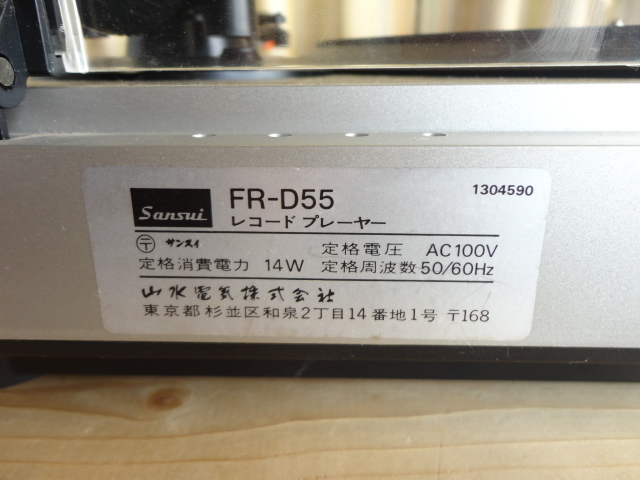 Sansui FR-D55 1304590
レコード プレーヤー
〒 サンスイ 定格電圧 AC100V
定格消費電力 14W 定格周波数 50/60Hz
山水電気株式会社
東京都杉並区和泉2丁目14番地1号 〒168